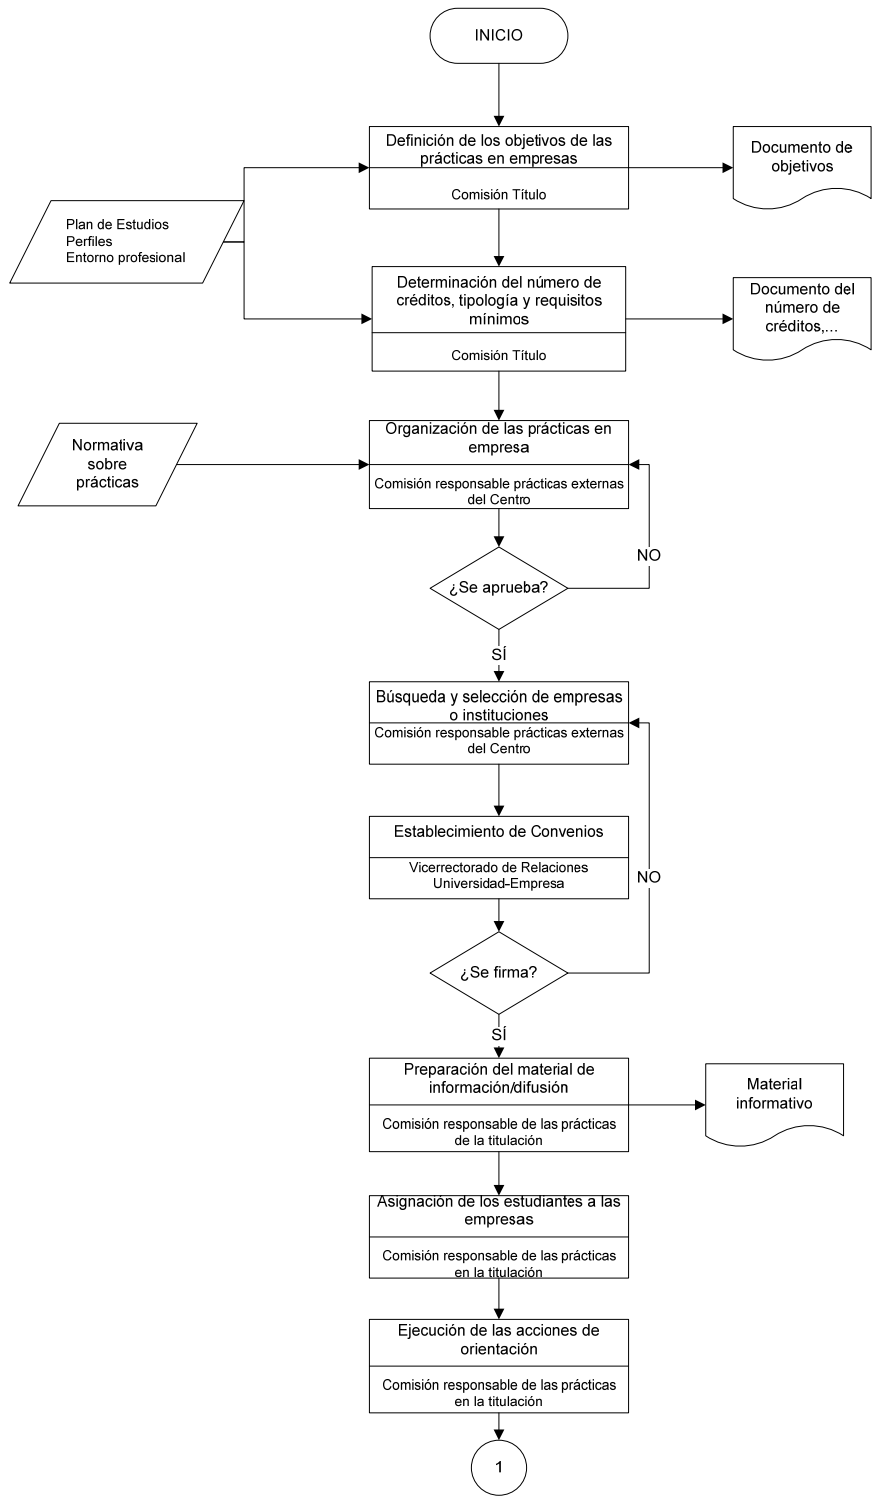 INICIO
Definición de los objetivos de las
prácticas en empresas
Comisión Título
Documento de
objetivos
Plan de Estudios
Perfiles
Entorno profesional
Determinación del número de
créditos, tipología y requisitos
mínimos
Comisión Título
Documento del
número de
créditos,...
Normativa
sobre
prácticas
Organización de las prácticas en
empresa
Comisión responsable prácticas externas
del Centro
NO
¿Se aprueba?
SÍ
Búsqueda y selección de empresas
o instituciones
Comisión responsable prácticas externas
del Centro
Establecimiento de Convenios
Vicerrectorado de Relaciones
Universidad-Empresa
NO
¿Se firma?
SÍ
Preparación del material de
información/difusión
Comisión responsable de las prácticas
de la titulación
Material
informativo
Asignación de los estudiantes a las
empresas
Comisión responsable de las prácticas
en la titulación
Ejecución de las acciones de
orientación
Comisión responsable de las prácticas
en la titulación
1